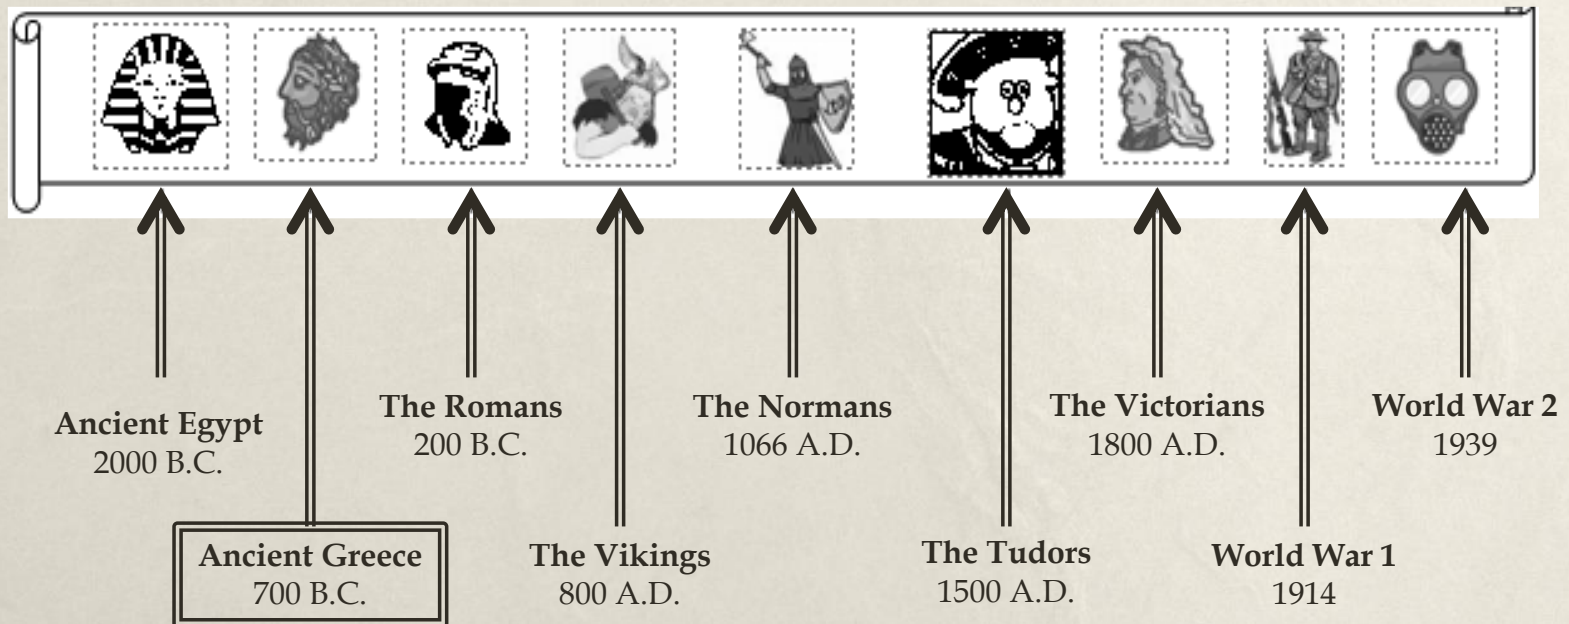 Ancient Egypt
2000 B.C.
Ancient Greece
700 B.C.
The Romans
200 B.C.
The Vikings
800 A.D.
The Normans
1066 A.D.
The Tudors
1500 A.D.
The Victorians
1800 A.D.
World War 1
1914
World War 2
1939